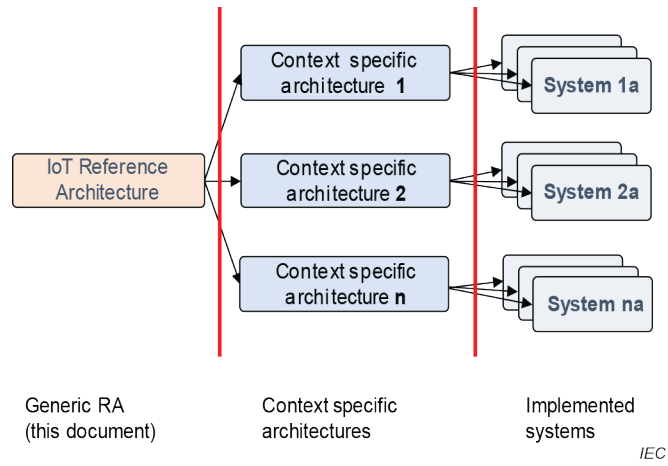 IoT Reference
Architecture
Context specific
architecture 1
Context specific
architecture 2
Context specific
architecture n
System 1a
System 2a
System na
Generic RA
(this document)
Context specific
architectures
Implemented
systems
IEC